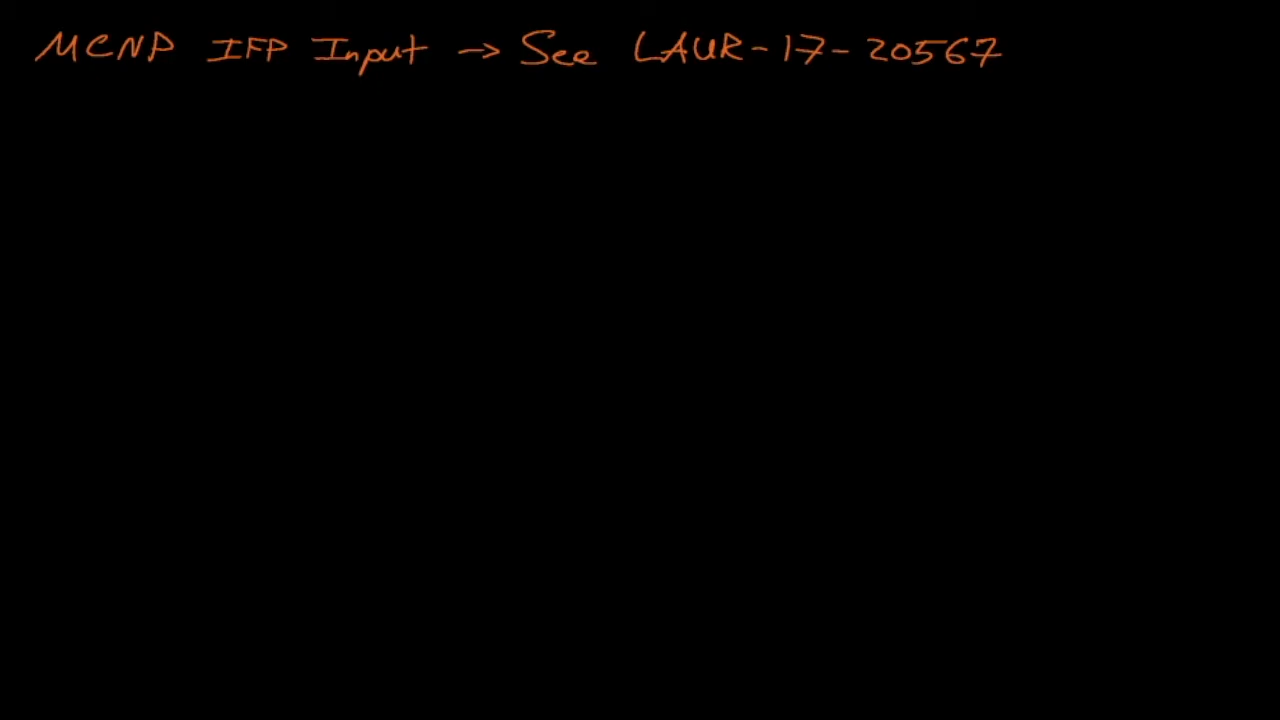 MCNP IFP Input → See LAUR-17-20567